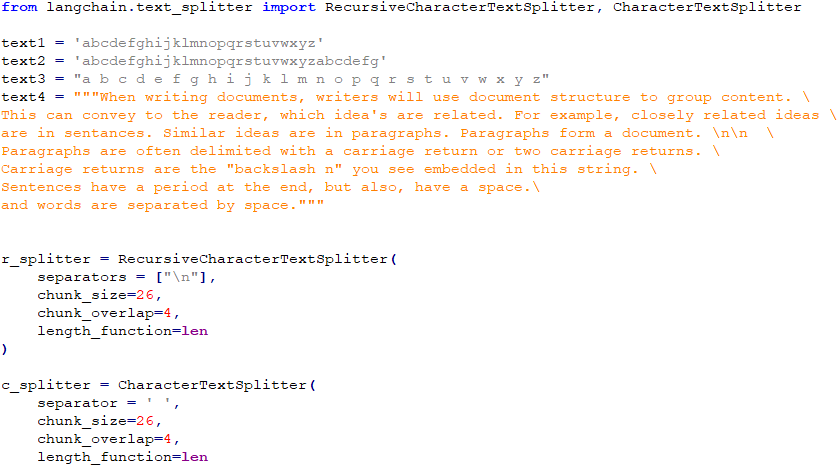 from langchain.text_splitter import RecursiveCharacterTextSplitter, CharacterTextSplitter
text1 = 'abcdefghijklmnopqrstuvwxyz'
text2 = 'abcdefghijklmnopqrstuvwxyzabcdefg'
text3 = "a b c d e f g h i j k l m n o p q r s t u v w x y z"
text4 = """When writing documents, writers will use document structure to group content. \
This can convey to the reader, which idea's are related. For example, closely related ideas \
are in sentances. Similar ideas are in paragraphs. Paragraphs form a document. \n\n  \
Paragraphs are often delimited with a carriage return or two carriage returns. \
Carriage returns are the "backslash n" you see embedded in this string. \
Sentences have a period at the end, but also, have a space.\
and words are separated by space."""
r_splitter = RecursiveCharacterTextSplitter(
    separators = ["\n"],
    chunk_size=26,
    chunk_overlap=4,
    length_function=len
)
c_splitter = CharacterTextSplitter(
    separator = ' ',
    chunk_size=26,
    chunk_overlap=4,
    length_function=len